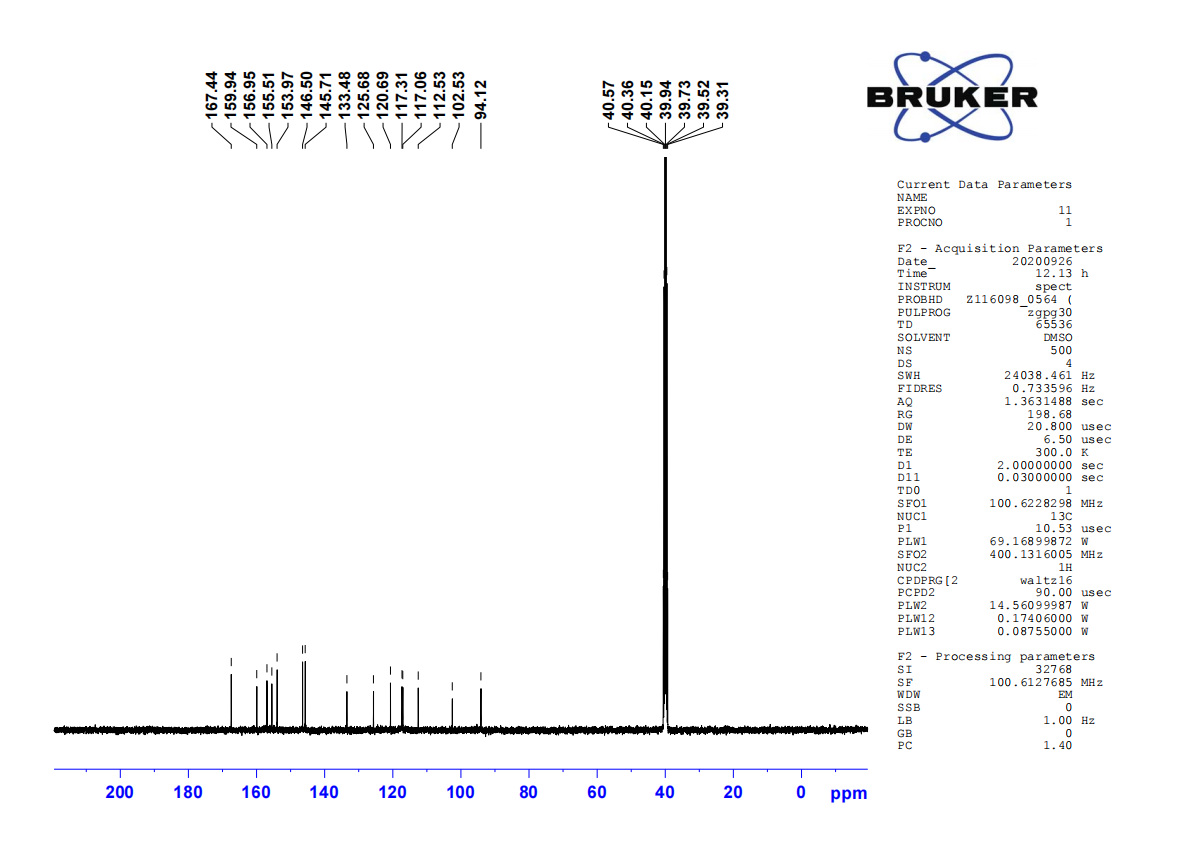 167.44
159.94
156.95
155.51
153.97
146.50
145.71
133.48
125.68
120.69
117.31
117.06
112.53
102.53
94.12
40.57
40.36
40.15
39.94
39.73
39.52
39.31
BRUKER
Current Data Parameters
NAME
EXPNO 11
PROCNO 1
F2 - Acquisition Parameters
Date_ 20200926
Time 12.13 h
INSTRUM spect
PROBHD Z116098_0564 (
PULPROG zgpg30
TD 65536
SOLVENT DMSO
NS 500
DS 4
SWH 24038.461 Hz
FIDRES 0.733596 Hz
AQ 1.3631488 sec
RG 198.68
DW 20.800 usec
DE 6.50 usec
TE 300.0 K
D1 2.00000000 sec
D11 0.03000000 sec
TD0 1
SFO1 100.6228298 MHz
NUC1 13C
P1 10.53 usec
PLW1 69.16899872 W
SFO2 400.1316005 MHz
NUC2 1H
CPDPRG[2 waltz16
PCPD2 90.00 usec
PLW2 14.56099987 W
PLW12 0.17406000 W
PLW13 0.08755000 W
F2 - Processing parameters
SI 32768
SF 100.6127685 MHz
WDW EM
SSB 0
LB 1.00 Hz
GB 0
PC 1.40
200 180 160 140 120 100 80 60 40 20 0 ppm